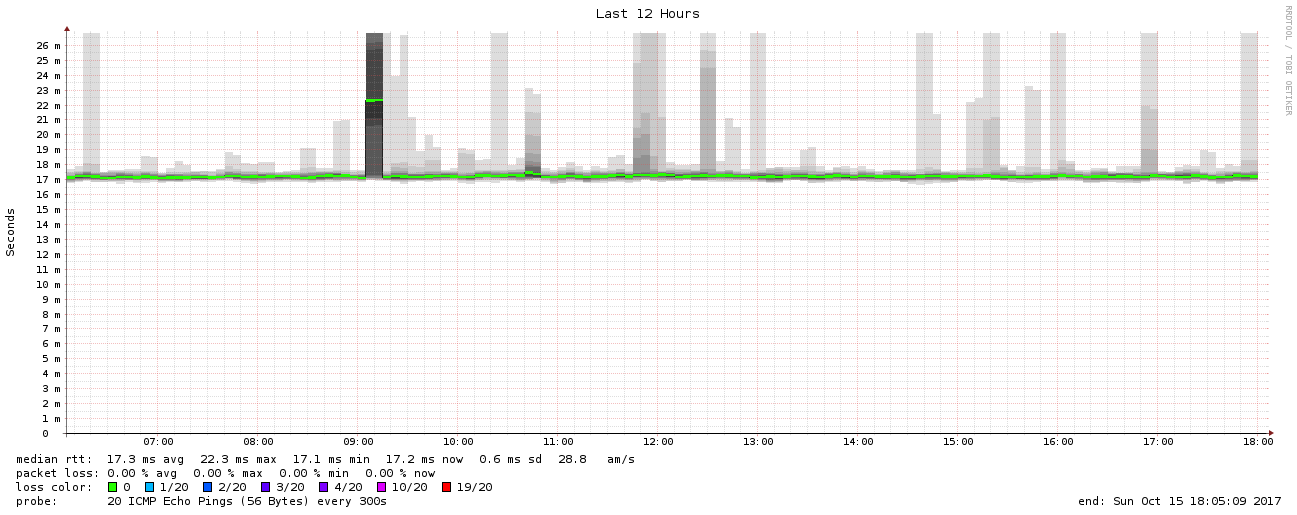 Last 12 Hours
RRDTOOL / TOBI OETIKER
Seconds
26 m
25 m
24 m
23 m
22 m
21 m
20 m
19 m
18 m
17 m
16 m
15 m
14 m
13 m
12 m
11 m
10 m
9 m
8 m
7 m
6 m
5 m
4 m
3 m
2 m
1 m
0
07:00 08:00 09:00 10:00 11:00 12:00 13:00 14:00 15:00 16:00 17:00 18:00
median rtt: 17.3 ms avg 22.3 ms max 17.1 ms min 17.2 ms now 0.6 ms sd 28.8 am/s
packet loss: 0.00 % avg 0.00 % max 0.00 % min 0.00 % now
loss color: 0 1/20 2/20 3/20 4/20 10/20 19/20
probe: 20 ICMP Echo Pings (56 Bytes) every 300s end: Sun Oct 15 18:05:09 2017